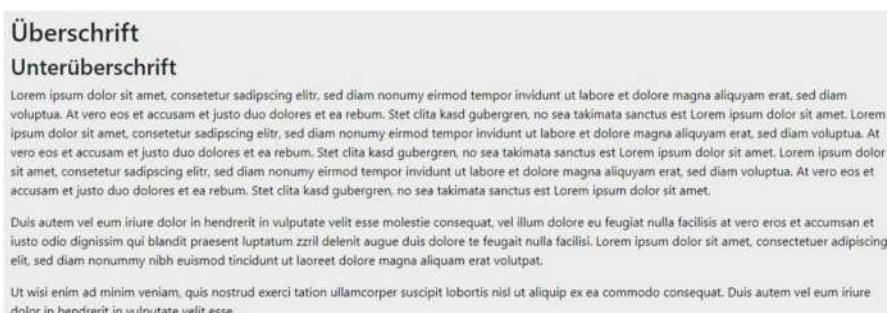 Überschrift
Unterüberschrift
Lorem ipsum dolor sit amet, consetetur sadipscing elitr, sed diam nonumy eirmod tempor invidunt ut labore et dolore magna aliquyam erat, sed diam
voluptua. At vero eos et accusam et justo duo dolores et ea rebum. Stet clita kasd gubergren, no sea takimata sanctus est Lorem ipsum dolor sit amet. Lorem
ipsum dolor sit amet, consetetur sadipscing elitr, sed diam nonumy eirmod tempor invidunt ut labore et dolore magna aliquyam erat, sed diam voluptua. At
vero eos et accusam et justo duo dolores et ea rebum. Stet clita kasd gubergren, no sea takimata sanctus est Lorem ipsum dolor sit amet. Lorem ipsum dolor
sit amet, consetetur sadipscing elitr, sed diam nonumy eirmod tempor invidunt ut labore et dolore magna aliquyam erat, sed diam voluptua. At vero eos et
accusam et justo duo dolores et ea rebum. Stet clita kasd gubergren, no sea takimata sanctus est Lorem ipsum dolor sit amet.
Duis autem vel eum iriure dolor in hendrerit in vulputate velit esse molestie consequat, vel illum dolore eu feugiat nulla facilisis at vero eros et accumsan et
iusto odio dignissim qui blandit praesent luptatum zzril delenit augue duis dolore te feugait nulla facilisi. Lorem ipsum dolor sit amet, consectetuer adipiscing
elit, sed diam nonummy nibh euismod tincidunt ut laoreet dolore magna aliquam erat volutpat.
Ut wisi enim ad minim veniam, quis nostrud exerci tation ullamcorper suscipit lobortis nisl ut aliquip ex ea commodo consequat. Duis autem vel eum iriure
dolor in hendrerit in vulputate velit esse.